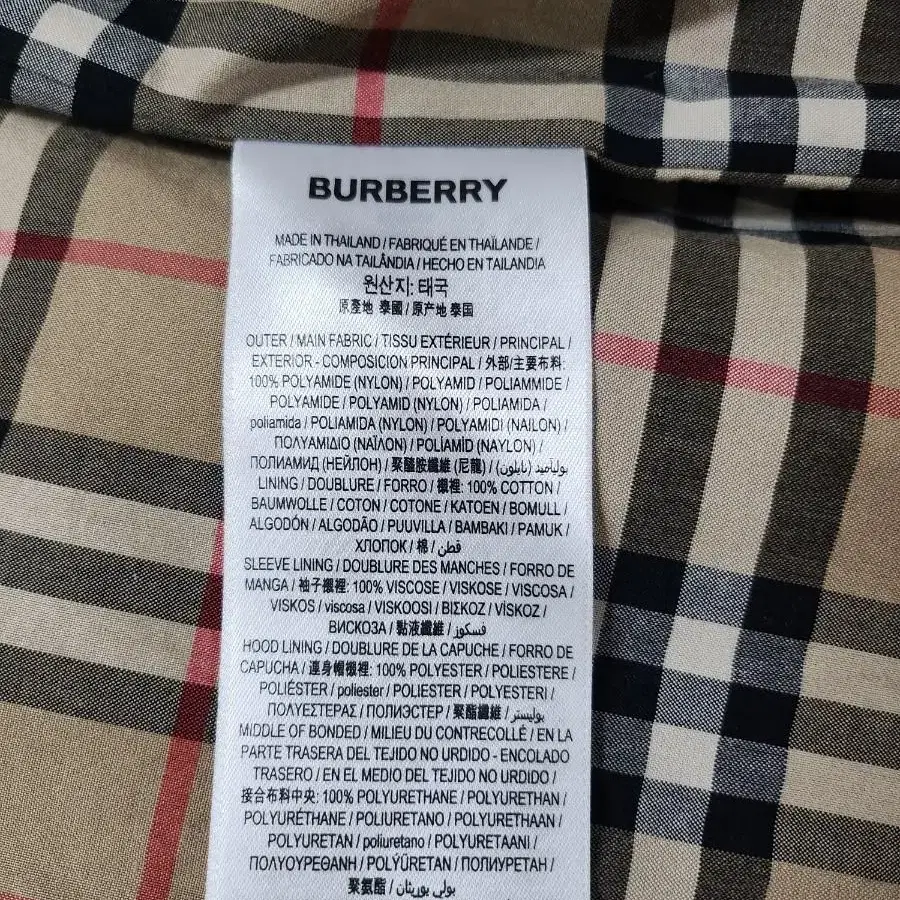 BURBERRY
MADE IN THAILAND / FABRIQUÉ EN THAÏLANDE /
FABRICADO NA TAILÂNDIA / HECHO EN TAILANDIA
원산지: 태국
原產地 泰國 / 原产地 泰国
OUTER / MAIN FABRIC / TISSU EXTÉRIEUR / PRINCIPAL /
EXTERIOR - COMPOSICION PRINCIPAL / 外部/主要布料:
100% POLYAMIDE (NYLON) / POLYAMID / POLIAMMIDE /
POLYAMIDE / POLYAMID (NYLON) / POLIAMIDA /
poliamida / POLIAMIDA (NYLON) / POLYAMIDI (NAILON) /
ΠΟΛΥΑΜΙΔΙΟ (ΝΑΪΛΟΝ) / POLİAMİD (NAYLON) /
ПОЛИАМИД (НЕЙЛОН) / 聚醯胺纖維 (尼龍) / بوليأميد (نايلون) /
LINING / DOUBLURE / FORRO / 襯裡: 100% COTTON /
BAUMWOLLE / COTON / COTONE / KATOEN / BOMULL /
ALGODÓN / ALGODÃO / PUUVILLA / BAMBAKI / PAMUK /
ХЛОПОК / 棉 / قطن
SLEEVE LINING / DOUBLURE DES MANCHES / FORRO DE
MANGA / 袖子襯裡: 100% VISCOSE / VISKOSE / VISCOSA /
VISKOS / viscosa / VISKOOSI / ΒΙΣΚΟΖ / VİSKOZ /
ВИСКОЗА / 黏液纖維 / فسكوز
HOOD LINING / DOUBLURE DE LA CAPUCHE / FORRO DE
CAPUCHA / 連身帽襯裡: 100% POLYESTER / POLIESTERE /
POLIÉSTER / poliester / POLIESTER / POLYESTERI /
ΠΟΛΥΕΣΤΕΡΑΣ / ПОЛИЭСТЕР / 聚酯纖維 / بوليستر
MIDDLE OF BONDED / MILIEU DU CONTRECOLLÉ / EN LA
PARTE TRASERA DEL TEJIDO NO URDIDO - ENCOLADO
TRASERO / EN EL MEDIO DEL TEJIDO NO URDIDO /
接合布料中央: 100% POLYURETHANE / POLYURETHAN /
POLYURÉTHANE / POLIURETANO / POLYURETHAAN /
POLYURETAN / poliuretano / POLYURETAANI /
ΠΟΛΥΟΥΡΕΘΑΝΗ / POLYÜRETAN / ПОЛИУРЕТАН /
聚氨酯 / بولي يوريثان